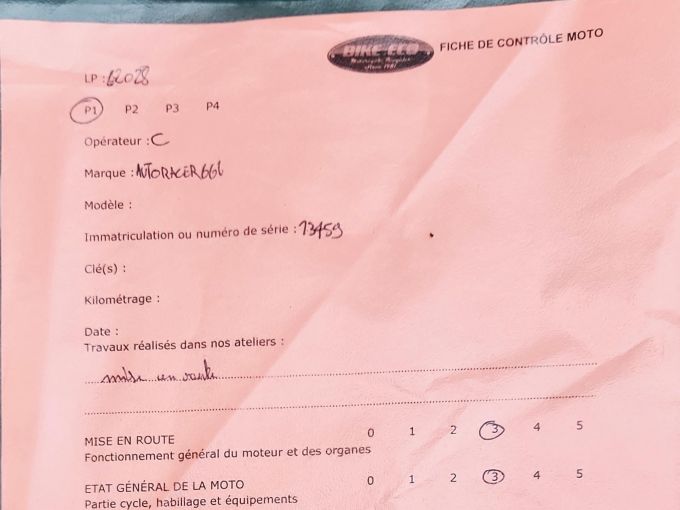 BIKE-ECO
FICHE DE CONTRÔLE MOTO
LP : 62028
P1 P2 P3 P4
Opérateur : C
Marque : AUTORACER 666
Modèle :
Immatriculation ou numéro de série : 13459
Clé(s) :
Kilométrage :
Date :
Travaux réalisés dans nos ateliers :
mise en route
MISE EN ROUTE 0 1 2 3 4 5
Fonctionnement général du moteur et des organes
ETAT GÉNÉRAL DE LA MOTO 0 1 2 3 4 5
Partie cycle, habillage et équipements